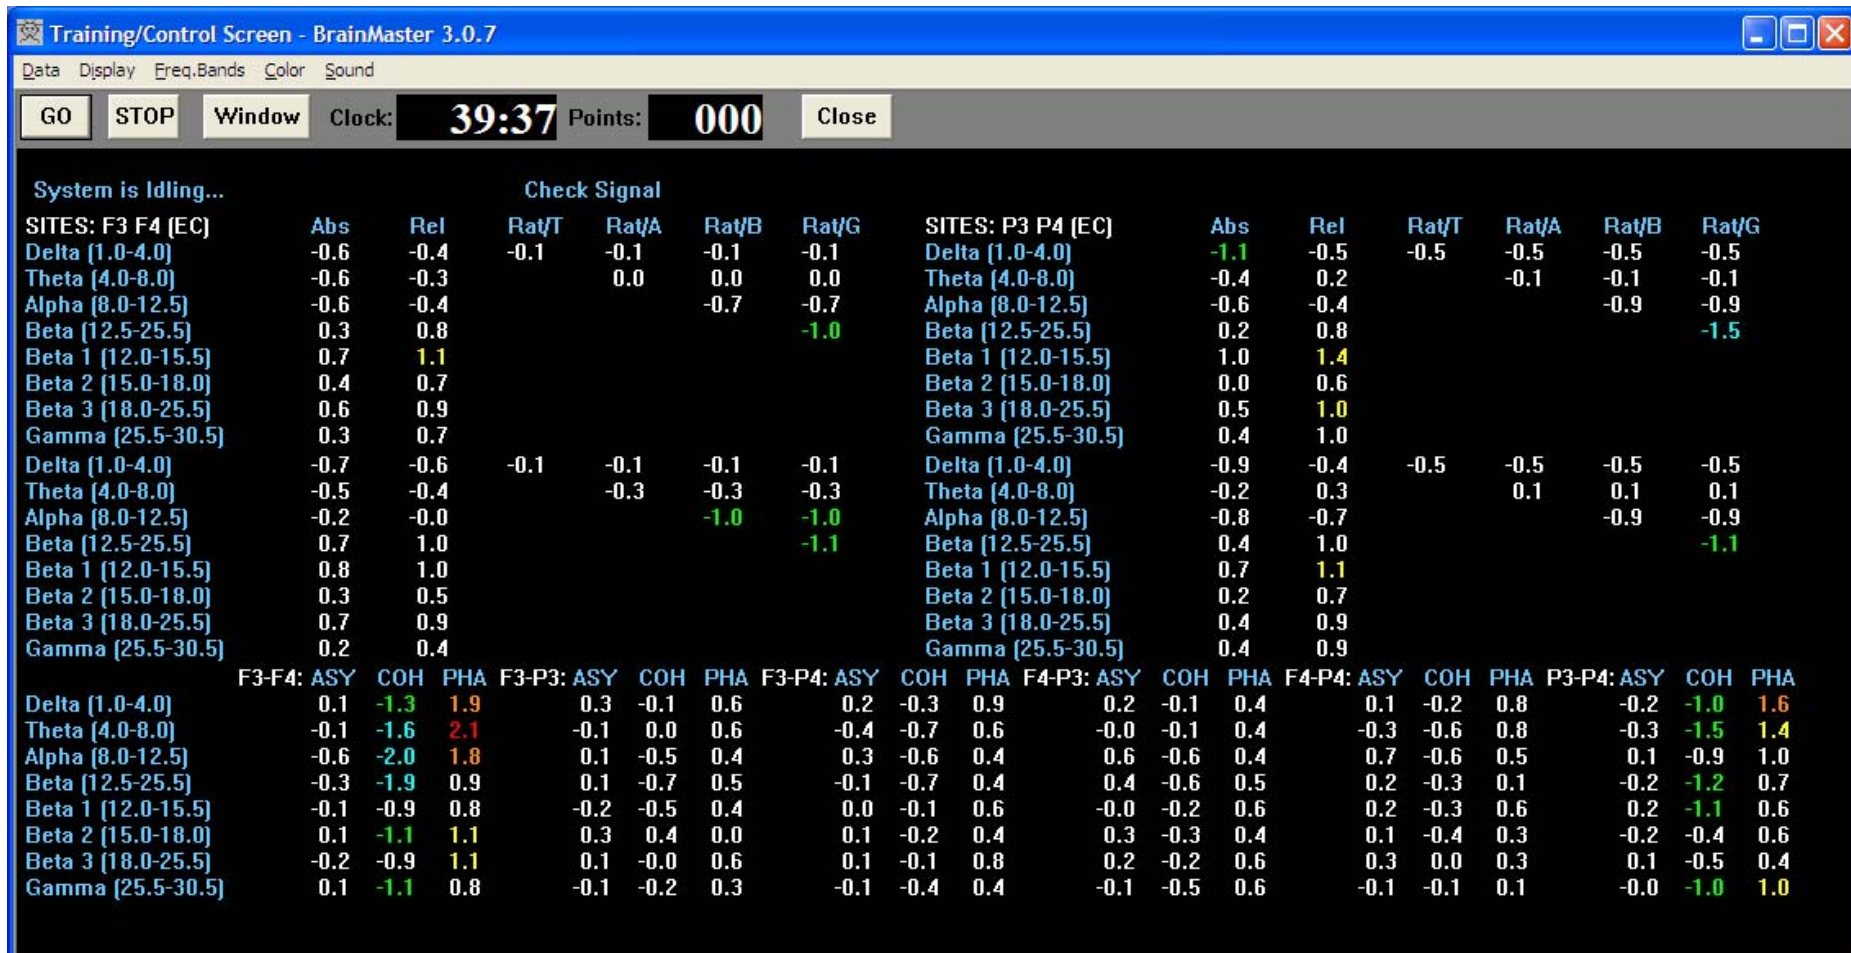 Training/Control Screen - BrainMaster 3.0.7
Data Display Freq.Bands Color Sound
GO STOP Window Clock: 39:37 Points: 000 Close
System is Idling... Check Signal
SITES: F3 F4 (EC) Abs Rel Rat/T Rat/A Rat/B Rat/G SITES: P3 P4 (EC) Abs Rel Rat/T Rat/A Rat/B Rat/G
Delta (1.0-4.0) -0.6 -0.4 -0.1 -0.1 -0.1 -0.1 Delta (1.0-4.0) -1.1 -0.5 -0.5 -0.5 -0.5 -0.5
Theta (4.0-8.0) -0.6 -0.3 0.0 0.0 0.0 Theta (4.0-8.0) -0.4 0.2 -0.1 -0.1 -0.1
Alpha (8.0-12.5) -0.6 -0.4 -0.7 -0.7 Alpha (8.0-12.5) -0.6 -0.4 -0.9 -0.9
Beta (12.5-25.5) 0.3 0.8 -1.0 Beta (12.5-25.5) 0.2 0.8 -1.5
Beta 1 (12.0-15.5) 0.7 1.1 Beta 1 (12.0-15.5) 1.0 1.4
Beta 2 (15.0-18.0) 0.4 0.7 Beta 2 (15.0-18.0) 0.0 0.6
Beta 3 (18.0-25.5) 0.6 0.9 Beta 3 (18.0-25.5) 0.5 1.0
Gamma (25.5-30.5) 0.3 0.7 Gamma (25.5-30.5) 0.4 1.0
Delta (1.0-4.0) -0.7 -0.6 -0.1 -0.1 -0.1 -0.1 Delta (1.0-4.0) -0.9 -0.4 -0.5 -0.5 -0.5 -0.5
Theta (4.0-8.0) -0.5 -0.4 -0.3 -0.3 -0.3 Theta (4.0-8.0) -0.2 0.3 0.1 0.1 0.1
Alpha (8.0-12.5) -0.2 -0.0 -1.0 -1.0 Alpha (8.0-12.5) -0.8 -0.7 -0.9 -0.9
Beta (12.5-25.5) 0.7 1.0 -1.1 Beta (12.5-25.5) 0.4 1.0 -1.1
Beta 1 (12.0-15.5) 0.8 1.0 Beta 1 (12.0-15.5) 0.7 1.1
Beta 2 (15.0-18.0) 0.3 0.5 Beta 2 (15.0-18.0) 0.2 0.7
Beta 3 (18.0-25.5) 0.7 0.9 Beta 3 (18.0-25.5) 0.4 0.9
Gamma (25.5-30.5) 0.2 0.4 Gamma (25.5-30.5) 0.4 0.9
F3-F4: ASY COH PHA F3-P3: ASY COH PHA F3-P4: ASY COH PHA F4-P3: ASY COH PHA F4-P4: ASY COH PHA P3-P4: ASY COH PHA
Delta (1.0-4.0) 0.1 -1.3 1.9 0.3 -0.1 0.6 0.2 -0.3 0.9 0.2 -0.1 0.4 0.1 -0.2 0.8 -0.2 -1.0 1.6
Theta (4.0-8.0) -0.1 -1.6 2.1 -0.1 0.0 0.6 -0.4 -0.7 0.6 -0.0 -0.1 0.4 -0.3 -0.6 0.8 -0.3 -1.5 1.4
Alpha (8.0-12.5) -0.6 -2.0 1.8 0.1 -0.5 0.4 0.3 -0.6 0.4 0.6 -0.6 0.4 0.7 -0.6 0.5 0.1 -0.9 1.0
Beta (12.5-25.5) -0.3 -1.9 0.9 0.1 -0.7 0.5 -0.1 -0.7 0.4 0.4 -0.6 0.5 0.2 -0.3 0.1 -0.2 -1.2 0.7
Beta 1 (12.0-15.5) -0.1 -0.9 0.8 -0.2 -0.5 0.4 0.0 -0.1 0.6 -0.0 -0.2 0.6 0.2 -0.3 0.6 0.2 -1.1 0.6
Beta 2 (15.0-18.0) 0.1 -1.1 1.1 0.3 0.4 0.0 0.1 -0.2 0.4 0.3 -0.3 0.4 0.1 -0.4 0.3 -0.2 -0.4 0.6
Beta 3 (18.0-25.5) -0.2 -0.9 1.1 0.1 -0.0 0.6 0.1 -0.1 0.8 0.2 -0.2 0.6 0.3 0.0 0.3 0.1 -0.5 0.4
Gamma (25.5-30.5) 0.1 -1.1 0.8 -0.1 -0.2 0.3 -0.1 -0.4 0.4 -0.1 -0.5 0.6 -0.1 -0.1 0.1 -0.0 -1.0 1.0